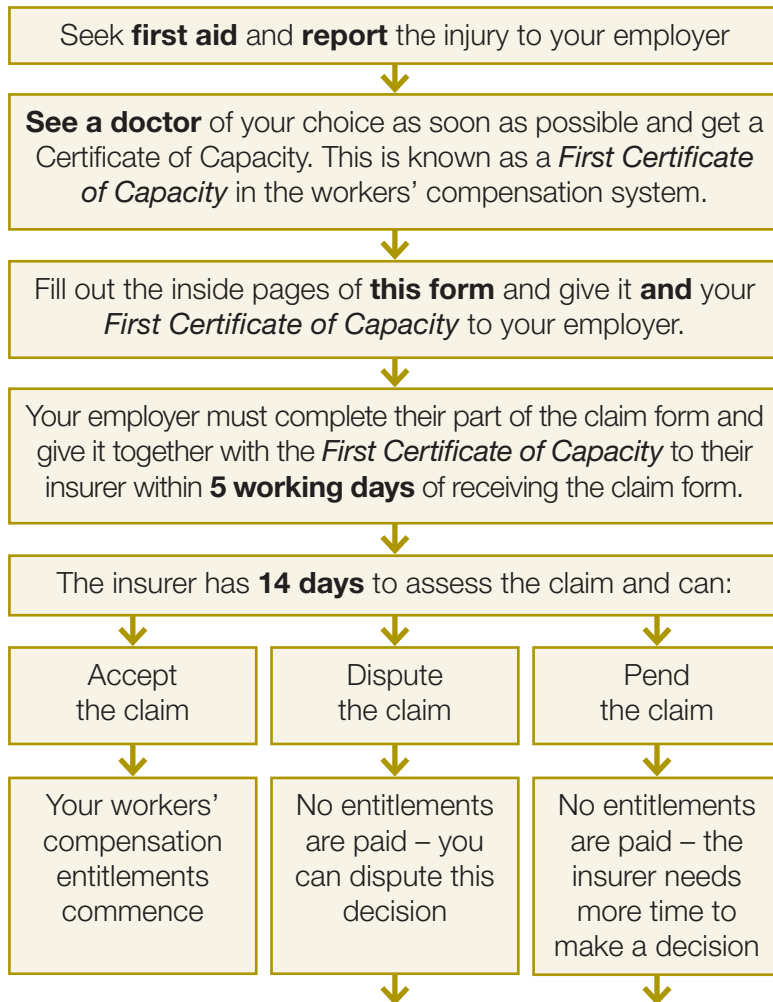 Seek first aid and report the injury to your employer
See a doctor of your choice as soon as possible and get a
Certificate of Capacity. This is known as a First Certificate
of Capacity in the workers’ compensation system.
Fill out the inside pages of this form and give it and your
First Certificate of Capacity to your employer.
Your employer must complete their part of the claim form and
give it together with the First Certificate of Capacity to their
insurer within 5 working days of receiving the claim form.
The insurer has 14 days to assess the claim and can:
Accept
the claim
Dispute
the claim
Pend
the claim
Your workers’
compensation
entitlements
commence
No entitlements
are paid – you
can dispute this
decision
No entitlements
are paid – the
insurer needs
more time to
make a decision